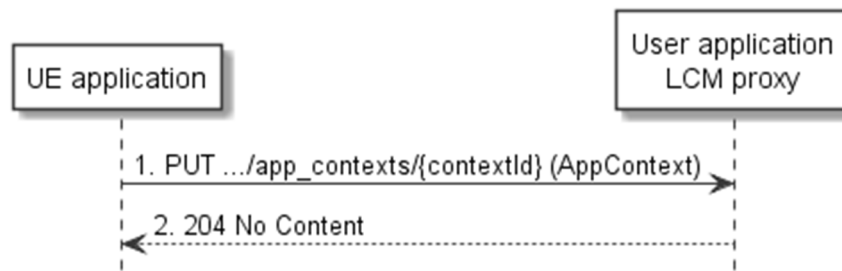 UE application
User application
LCM proxy
1. PUT .../app_contexts/{contextId} (AppContext)
2. 204 No Content